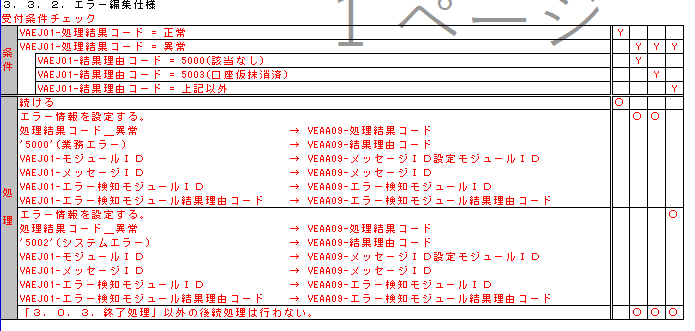 ３．３．２．エラー編集仕様
受付条件チェック
1 ページ
条件
VAEJ01-処理結果コード = 正常 Y
VAEJ01-処理結果コード = 異常 Y Y Y
VAEJ01-結果理由コード = 5000(該当なし) Y
VAEJ01-結果理由コード = 5003(口座仮抹消済) Y
VAEJ01-結果理由コード = 上記以外 Y
処理
続ける ○
エラー情報を設定する。 ○ ○
処理結果コード＿異常 → VEAA09-処理結果コード
'5000'(業務エラー) → VEAA09-結果理由コード
VAEJ01-モジュールＩＤ → VEAA09-メッセージＩＤ設定モジュールＩＤ
VAEJ01-メッセージＩＤ → VEAA09-メッセージＩＤ
VAEJ01-エラー検知モジュールＩＤ → VEAA09-エラー検知モジュールＩＤ
VAEJ01-エラー検知モジュール結果理由コード → VEAA09-エラー検知モジュール結果理由コード
エラー情報を設定する。 ○
処理結果コード＿異常 → VEAA09-処理結果コード
'5002'(システムエラー) → VEAA09-結果理由コード
VAEJ01-モジュールＩＤ → VEAA09-メッセージＩＤ設定モジュールＩＤ
VAEJ01-メッセージＩＤ → VEAA09-メッセージＩＤ
VAEJ01-エラー検知モジュールＩＤ → VEAA09-エラー検知モジュールＩＤ
VAEJ01-エラー検知モジュール結果理由コード → VEAA09-エラー検知モジュール結果理由コード
「３．０．３．終了処理」以外の後続処理は行わない。 ○ ○ ○